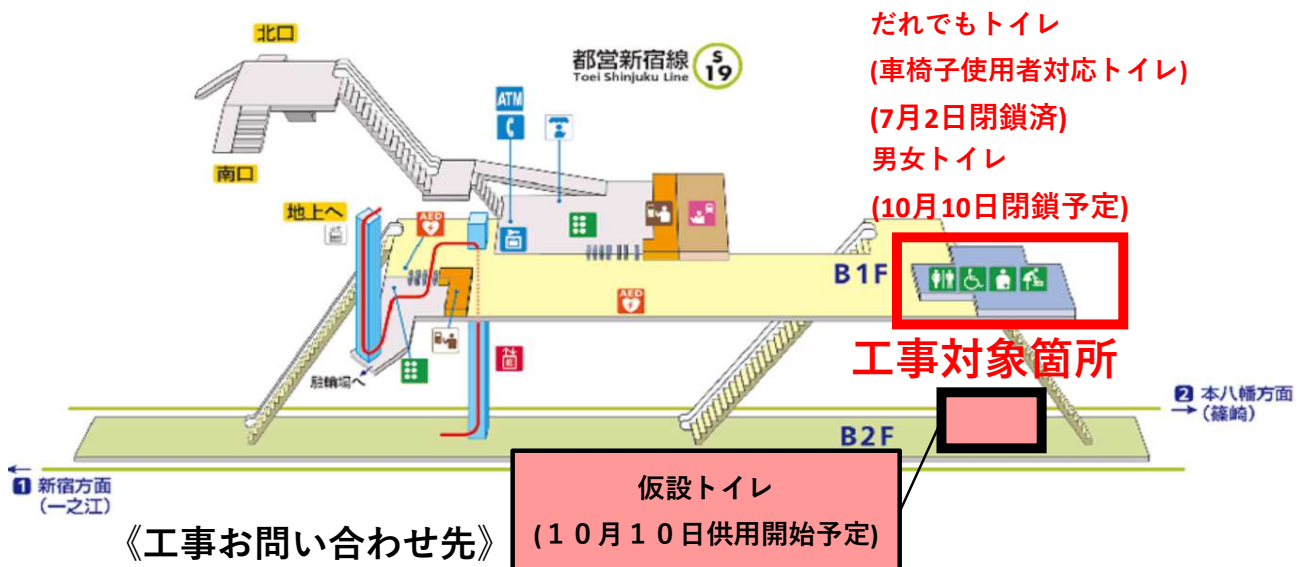 北口
都営新宿線 S 19
Toei Shinjuku Line
だれでもトイレ
(車椅子使用者対応トイレ)
(7月2日閉鎖済)
男女トイレ
(10月10日閉鎖予定)
ATM
南口
地上へ
AED
B1F
AED
工事対象箇所
駐輪場へ
2 本八幡方面
(篠崎)
B2F
1 新宿方面
(一之江)
仮設トイレ
(１０月１０日供用開始予定)
《工事お問い合わせ先》